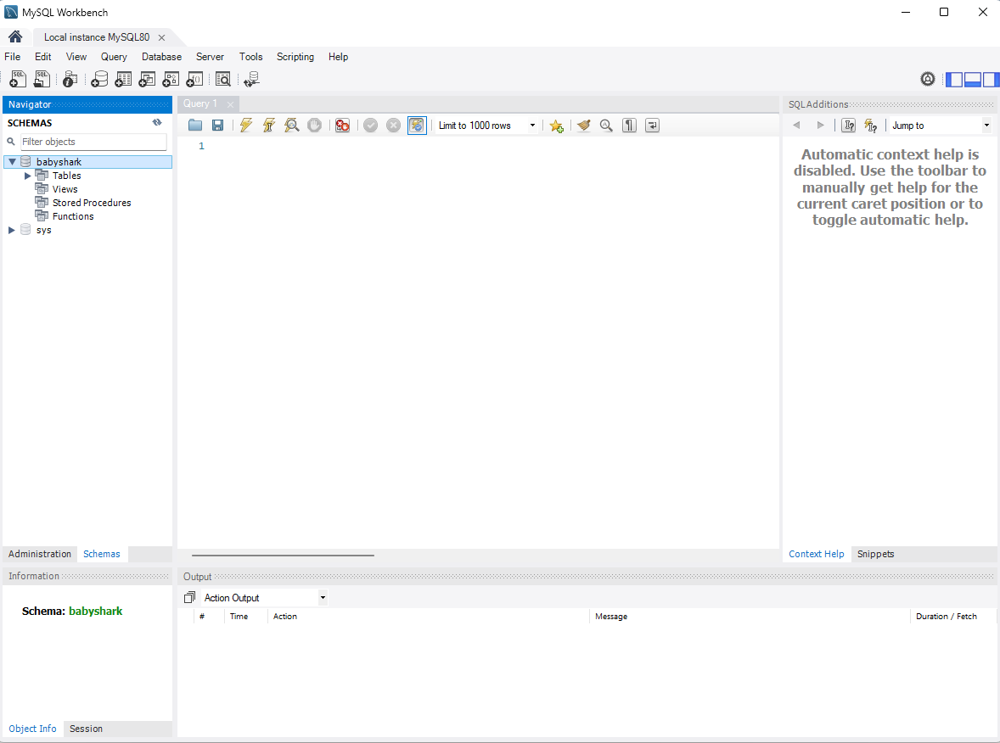 MySQL Workbench
Local instance MySQL80
File Edit View Query Database Server Tools Scripting Help
Navigator
SCHEMAS
Filter objects
babyshark
Tables
Views
Stored Procedures
Functions
sys
Administration Schemas
Information
Schema: babyshark
Object Info Session
Query 1
Limit to 1000 rows
1
SQLAdditions
Jump to
Automatic context help is
disabled. Use the toolbar to
manually get help for the
current caret position or to
toggle automatic help.
Context Help Snippets
Output
Action Output
# Time Action Message Duration / Fetch